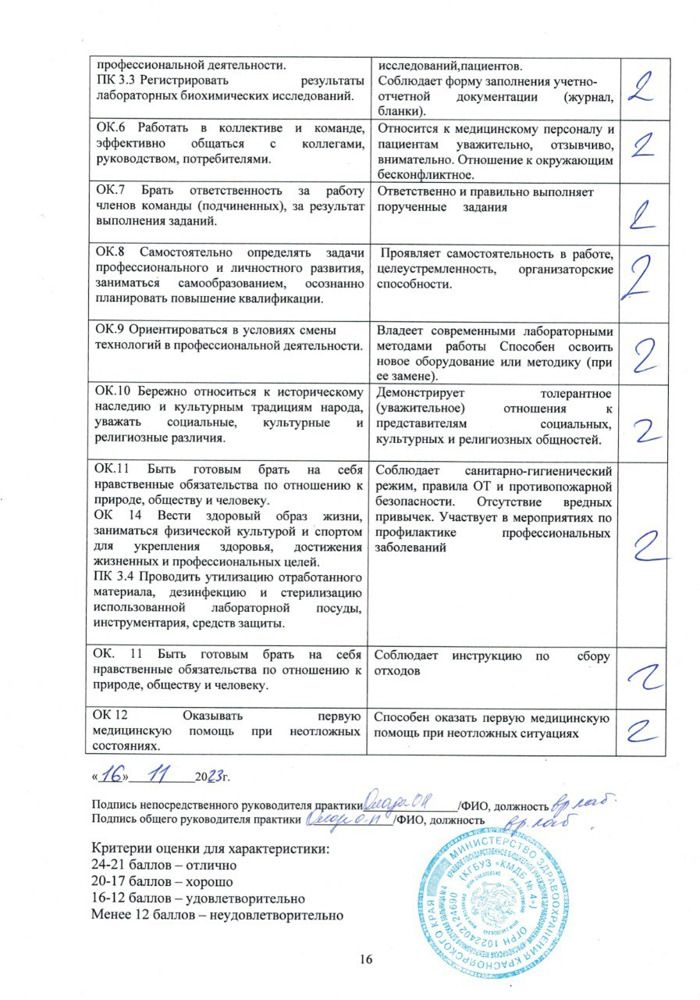 профессиональной деятельности.
ПК 3.3 Регистрировать результаты
лабораторных биохимических исследований.
исследований,пациентов.
Соблюдает форму заполнения учетно-
отчетной документации (журнал,
бланки).
2
ОК.6 Работать в коллективе и команде,
эффективно общаться с коллегами,
руководством, потребителями.
Относится к медицинскому персоналу и
пациентам уважительно, отзывчиво,
внимательно. Отношение к окружающим
бесконфликтное.
2
ОК.7 Брать ответственность за работу
членов команды (подчиненных), за результат
выполнения заданий.
Ответственно и правильно выполняет
порученные задания
2
ОК.8 Самостоятельно определять задачи
профессионального и личностного развития,
заниматься самообразованием, осознанно
планировать повышение квалификации.
Проявляет самостоятельность в работе,
целеустремленность, организаторские
способности.
2
ОК.9 Ориентироваться в условиях смены
технологий в профессиональной деятельности.
Владеет современными лабораторными
методами работы Способен освоить
новое оборудование или методику (при
ее замене).
2
ОК.10 Бережно относиться к историческому
наследию и культурным традициям народа,
уважать социальные, культурные и
религиозные различия.
Демонстрирует толерантное
(уважительное) отношения к
представителям социальных,
культурных и религиозных общностей.
2
ОК.11 Быть готовым брать на себя
нравственные обязательства по отношению к
природе, обществу и человеку.
ОК 14 Вести здоровый образ жизни,
заниматься физической культурой и спортом
для укрепления здоровья, достижения
жизненных и профессиональных целей.
ПК 3.4 Проводить утилизацию отработанного
материала, дезинфекцию и стерилизацию
использованной лабораторной посуды,
инструментария, средств защиты.
Соблюдает санитарно-гигиенический
режим, правила ОТ и противопожарной
безопасности. Отсутствие вредных
привычек. Участвует в мероприятиях по
профилактике профессиональных
заболеваний
2
ОК. 11 Быть готовым брать на себя
нравственные обязательства по отношению к
природе, обществу и человеку.
Соблюдает инструкцию по сбору
отходов
2
ОК 12 Оказывать первую
медицинскую помощь при неотложных
состояниях.
Способен оказать первую медицинскую
помощь при неотложных ситуациях
2
«16» 11 2023г.
Подпись непосредственного руководителя практики /ФИО, должность вр. лаб.
Подпись общего руководителя практики /ФИО, должность вр. лаб
Критерии оценки для характеристики:
24-21 баллов – отлично
20-17 баллов – хорошо
16-12 баллов – удовлетворительно
Менее 12 баллов – неудовлетворительно
МИНИСТЕРСТВО ЗДРАВООХРАНЕНИЯ КРАСНОЯРСКОГО КРАЯ
(КГБУЗ «КМДБ № 4»)
ОГРН 1022402124690
16